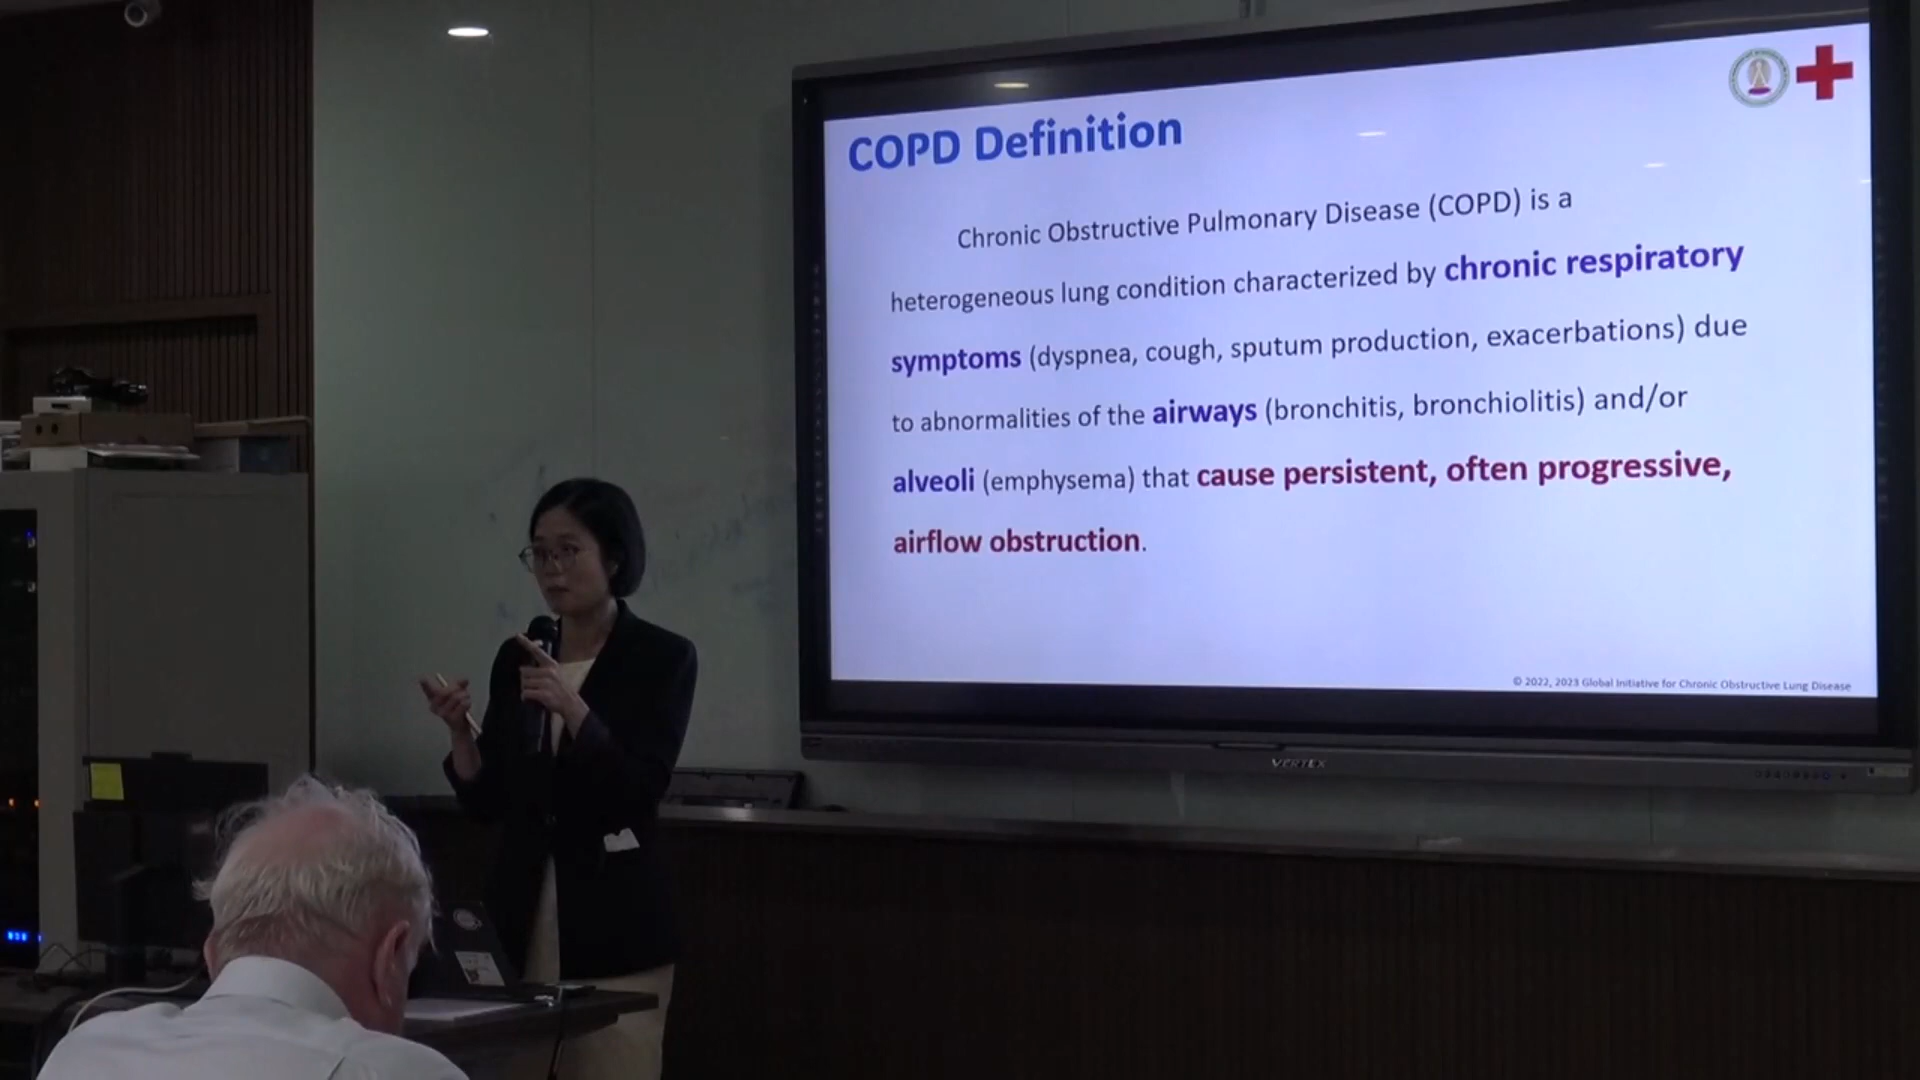 COPD Definition
Chronic Obstructive Pulmonary Disease (COPD) is a
heterogeneous lung condition characterized by chronic respiratory
symptoms (dyspnea, cough, sputum production, exacerbations) due
to abnormalities of the airways (bronchitis, bronchiolitis) and/or
alveoli (emphysema) that cause persistent, often progressive,
airflow obstruction.
© 2022, 2023 Global Initiative for Chronic Obstructive Lung Disease
VERTEX